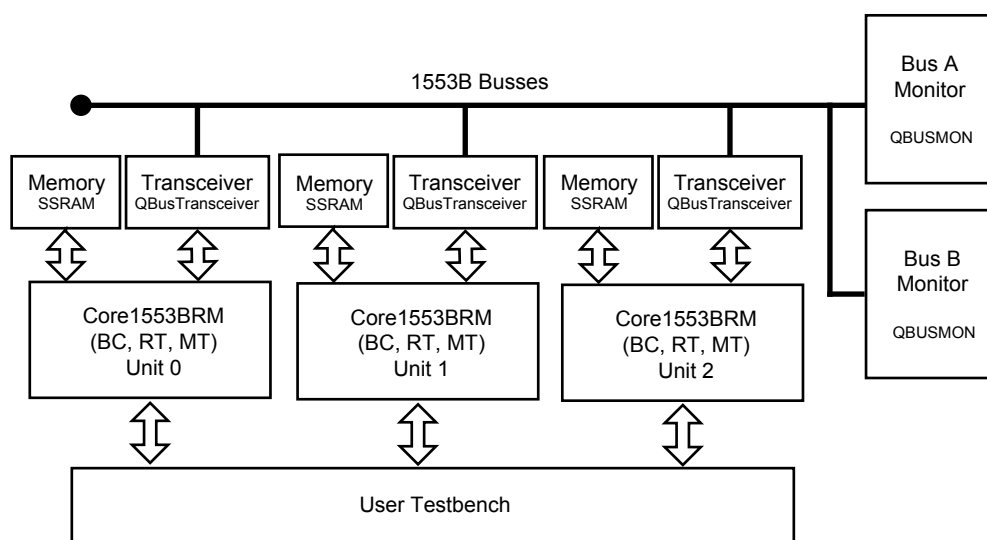 1553B Busses
Bus A
Monitor
QBUSMON
Memory
SSRAM
Transceiver
QBusTransceiver
Memory
SSRAM
Transceiver
QBusTransceiver
Memory
SSRAM
Transceiver
QBusTransceiver
Bus B
Monitor
QBUSMON
Core1553BRM
(BC, RT, MT)
Unit 0
Core1553BRM
(BC, RT, MT)
Unit 1
Core1553BRM
(BC, RT, MT)
Unit 2
User Testbench